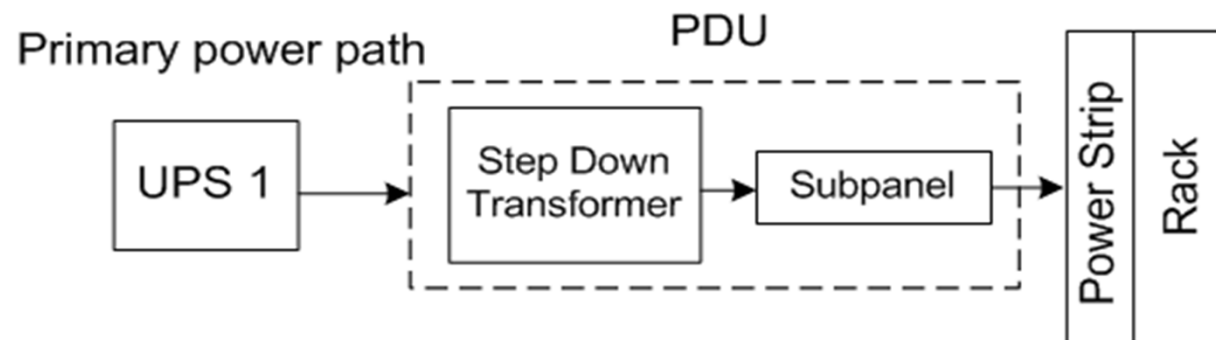 PDU
Primary power path
UPS 1
Step Down
Transformer
Subpanel
Power Strip
Rack